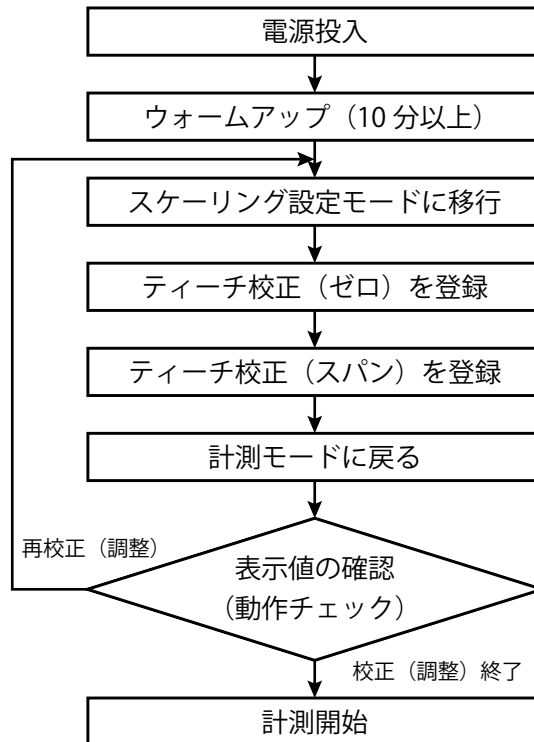 電源投入
ウォームアップ（10 分以上）
スケーリング設定モードに移行
ティーチ校正（ゼロ）を登録
ティーチ校正（スパン）を登録
計測モードに戻る
再校正（調整）
表示値の確認
（動作チェック）
校正（調整）終了
計測開始